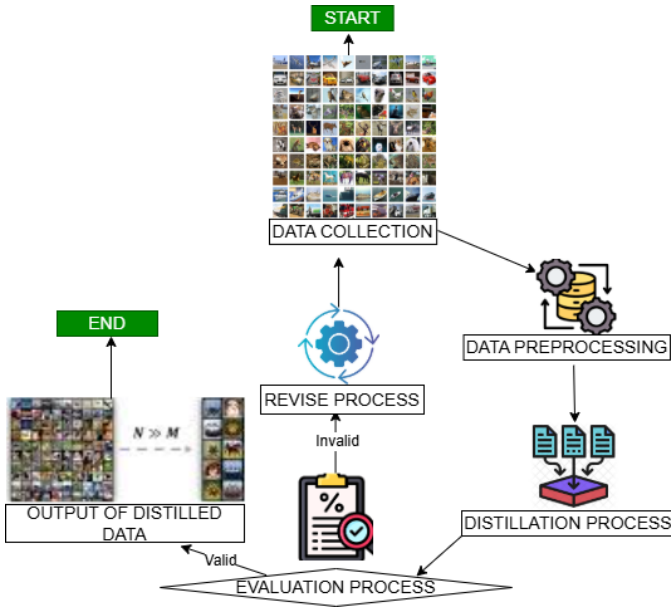 START
DATA COLLECTION
DATA PREPROCESSING
END
REVISE PROCESS
N ≫ M
Invalid
%
OUTPUT OF DISTILLED
DATA
DISTILLATION PROCESS
Valid
EVALUATION PROCESS